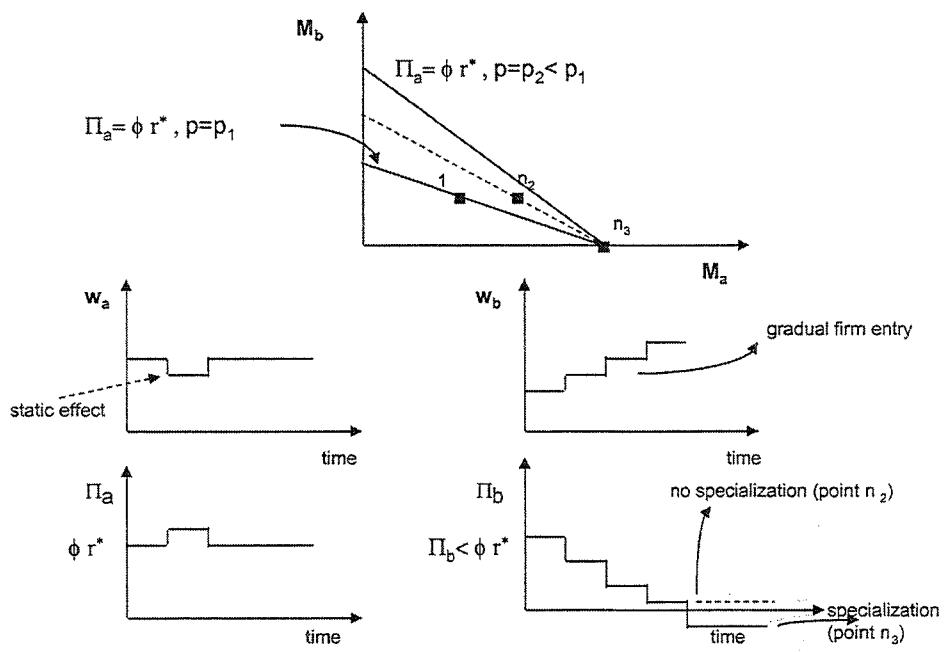 M_b
Π_a= ϕ r* , p=p_2< p_1
Π_a= ϕ r* , p=p_1
1
n_2
n_3
M_a
w_a
static effect
time
w_b
gradual firm entry
time
Π_a
ϕ r*
time
Π_b
no specialization (point n_2)
Π_b< ϕ r*
specialization
(point n_3)
time